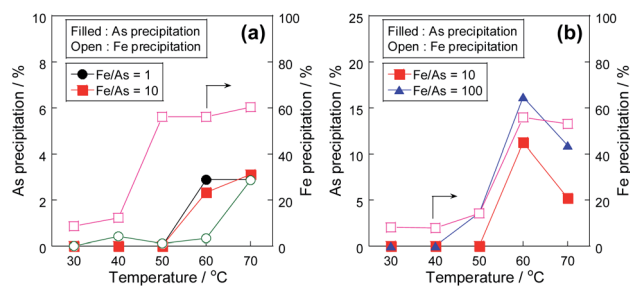 10
8
6
4
2
0
As precipitation / %
Filled : As precipitation
Open : Fe precipitation
(a)
Fe/As = 1
Fe/As = 10
100
80
60
40
20
0
Fe precipitation / %
30 40 50 60 70
Temperature / °C
25
20
15
10
5
0
As precipitation / %
Filled : As precipitation
Open : Fe precipitation
(b)
Fe/As = 10
Fe/As = 100
100
80
60
40
20
0
Fe precipitation / %
30 40 50 60 70
Temperature / °C